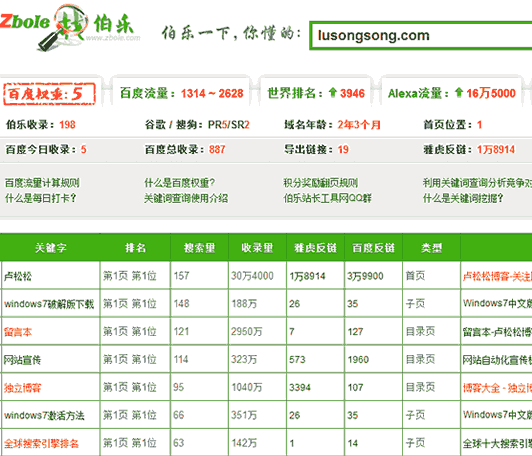 Zbole 找 伯乐
www.zbole.com
伯乐一下,你懂的:
lusongsong.com
百度权重:5 百度流量:1314 ~ 2628 世界排名: 3946 Alexa流量: 16万5000
伯乐收录:198 谷歌 / 搜狗:PR5/SR2 域名年龄:2年3个月 首页位置:1
百度今日收录:5 百度总收录:887 导出链接:19 雅虎反链:1万8914
百度流量计算规则 什么是百度权重? 积分奖励翻页规则 利用关键词查询分析竞争对
什么是每日打卡? 关键词查询使用介绍 伯乐站长工具网QQ群 什么是关键词挖掘?
关键字 排名 搜索量 收录量 雅虎反链 百度反链 类型
卢松松 第1页 第1位 157 30万4000 1万8914 3万9900 首页 卢松松博客-关注
windows7破解版下载 第1页 第1位 148 188万 26 35 子页 Windows7中文版
留言本 第1页 第1位 121 2950万 7 127 目录页 留言本-卢松松博
网站宣传 第1页 第1位 114 323万 573 1960 目录页 网站自动化宣传
独立博客 第1页 第1位 95 1040万 3394 107 目录页 博客大全 - 独立
windows7激活方法 第1页 第1位 66 351万 26 35 子页 Windows7中文版
全球搜索引擎排名 第1页 第1位 63 142万 1 14 子页 全球十大搜索引